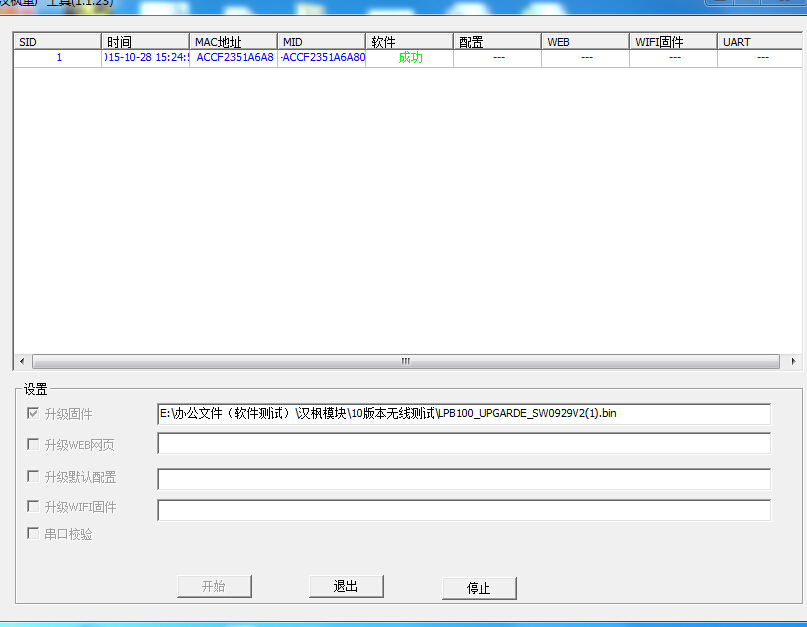 汉枫量产工具(1.1.23)
SID 时间 MAC地址 MID 软件 配置 WEB WIFI固件 UART
1 15-10-28 15:24: ACCF2351A6A8 -ACCF2351A6A80 成功 --- --- --- ---
设置
升级固件 E:\办公文件（软件测试）\汉枫模块\10版本无线测试\LPB100_UPGARDE_SW0929V2(1).bin
升级WEB网页
升级默认配置
升级WIFI固件
串口校验
开始 退出 停止